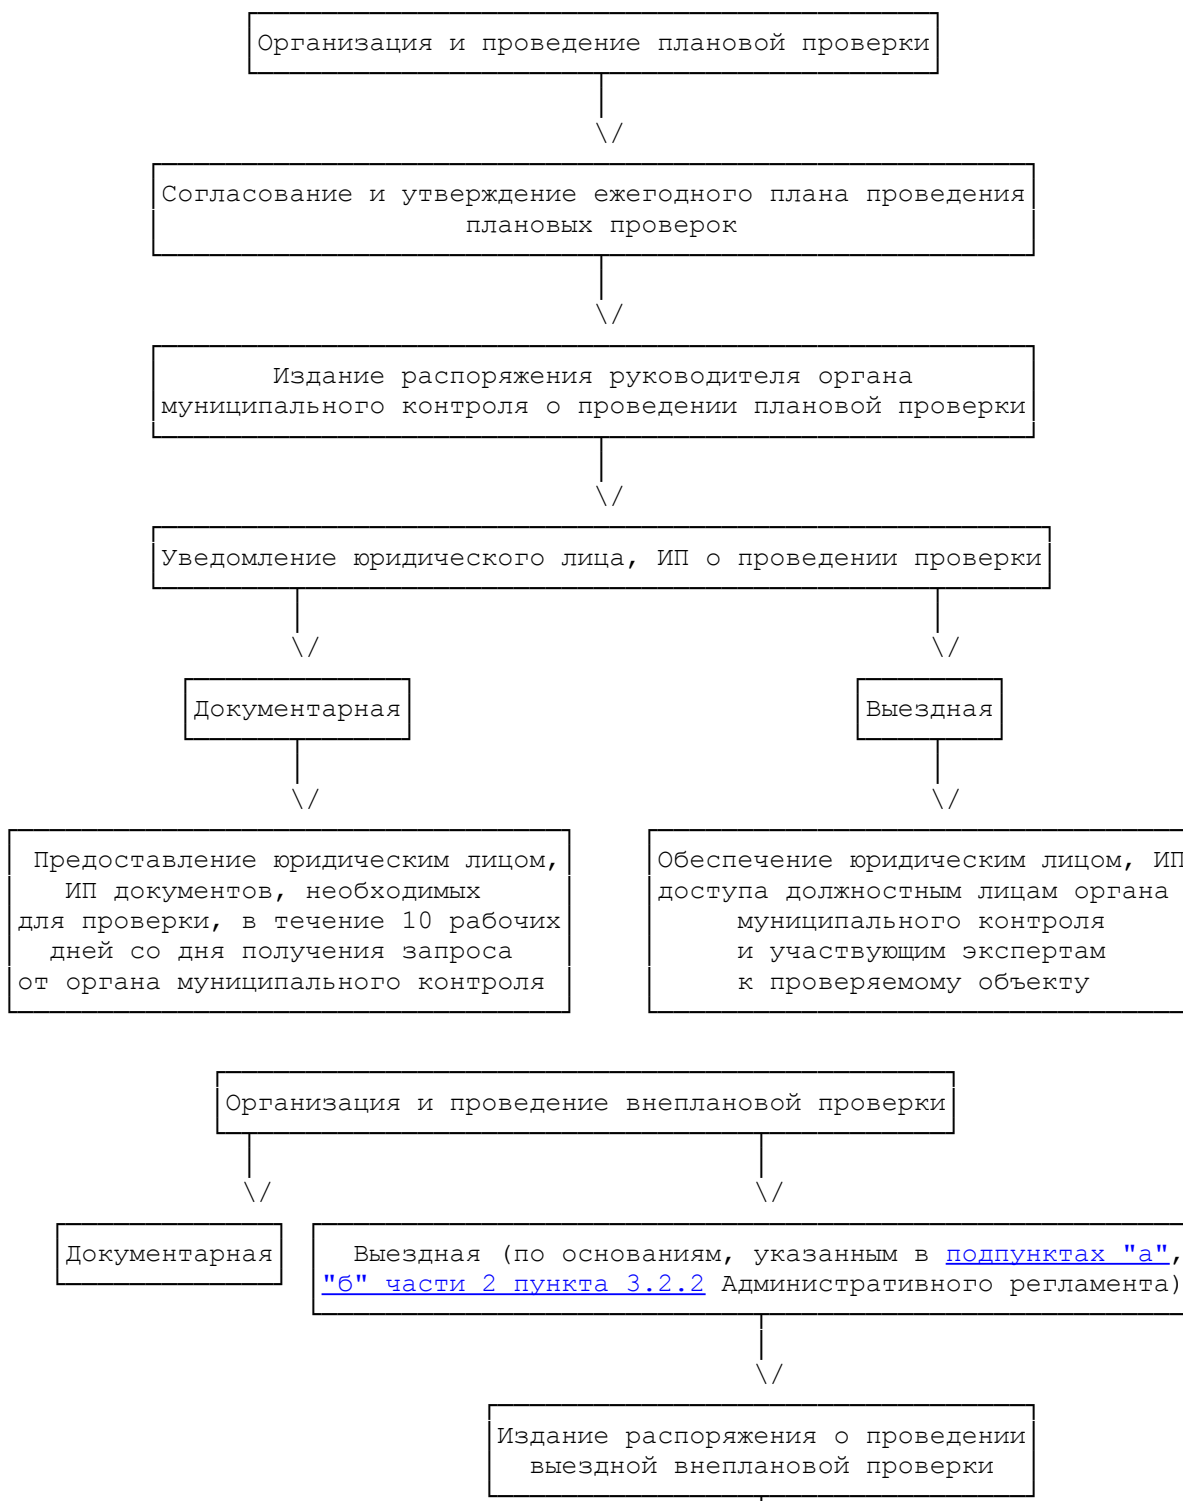 Организация и проведение плановой проверки
Согласование и утверждение ежегодного плана проведения
плановых проверок
Издание распоряжения руководителя органа
муниципального контроля о проведении плановой проверки
Уведомление юридического лица, ИП о проведении проверки
Документарная
Выездная
Предоставление юридическим лицом,
ИП документов, необходимых
для проверки, в течение 10 рабочих
дней со дня получения запроса
от органа муниципального контроля
Обеспечение юридическим лицом, ИП
доступа должностным лицам органа
муниципального контроля
и участвующим экспертам
к проверяемому объекту
Организация и проведение внеплановой проверки
Документарная
Выездная (по основаниям, указанным в подпунктах "а",
"б" части 2 пункта 3.2.2 Административного регламента)
Издание распоряжения о проведении
выездной внеплановой проверки